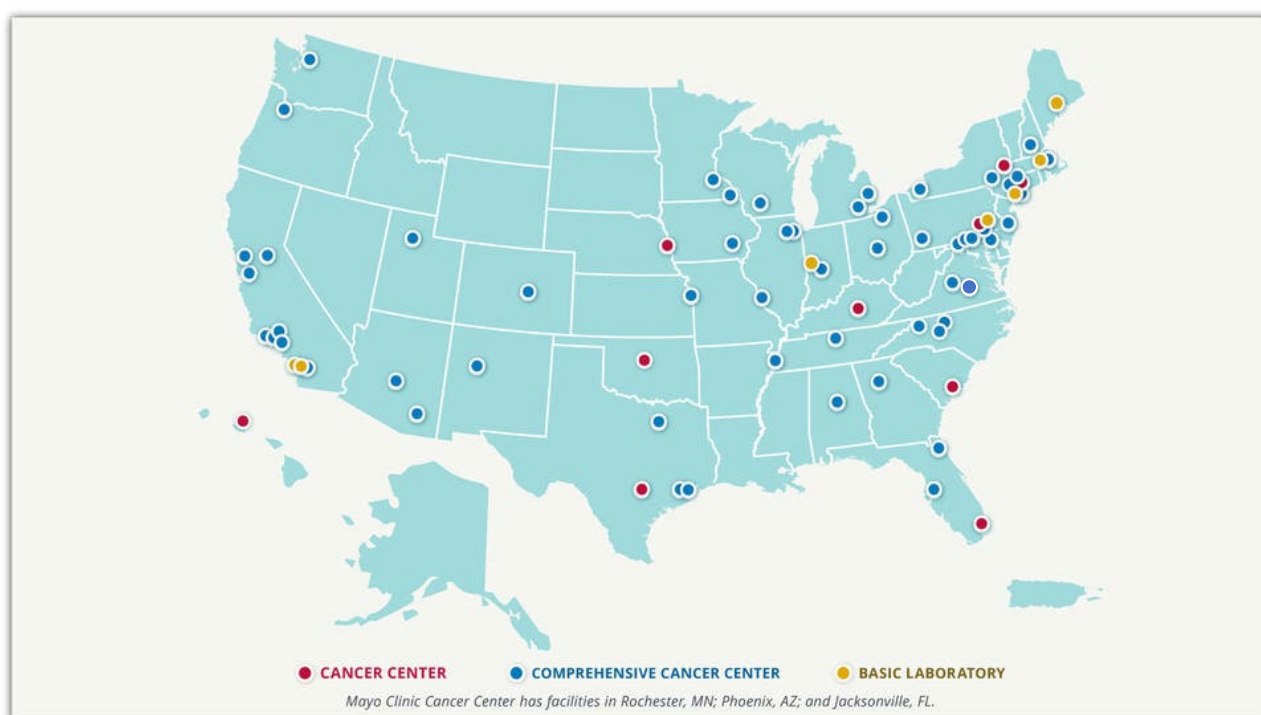 CANCER CENTER COMPREHENSIVE CANCER CENTER BASIC LABORATORY
Mayo Clinic Cancer Center has facilities in Rochester, MN; Phoenix, AZ; and Jacksonville, FL.